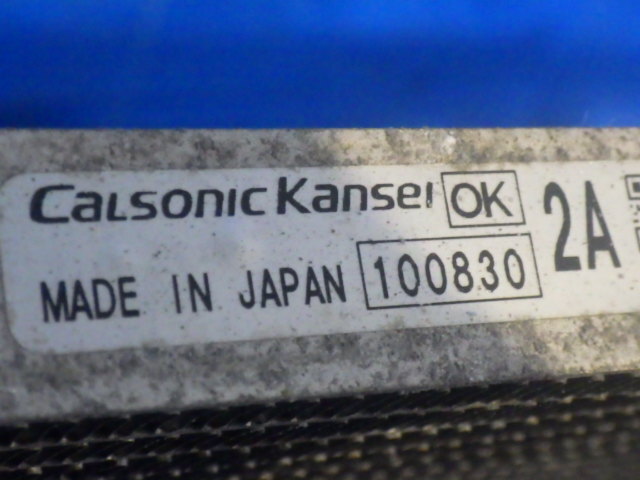 CalsonicKansei OK 2A
MADE IN JAPAN 100830